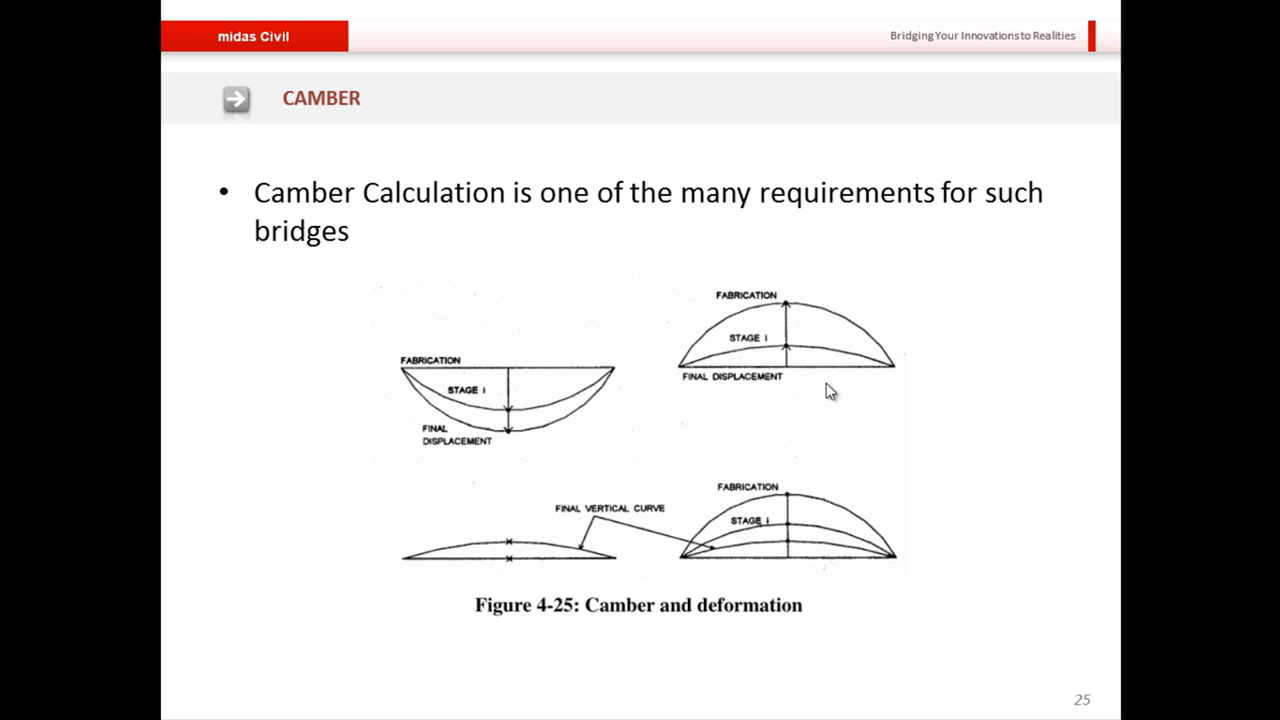 midas Civil
Bridging Your Innovations to Realities
CAMBER
• Camber Calculation is one of the many requirements for such
bridges
FABRICATION
STAGE i
FINAL
DISPLACEMENT
FABRICATION
STAGE i
FINAL DISPLACEMENT
FINAL VERTICAL CURVE
FABRICATION
STAGE i
Figure 4-25: Camber and deformation
25